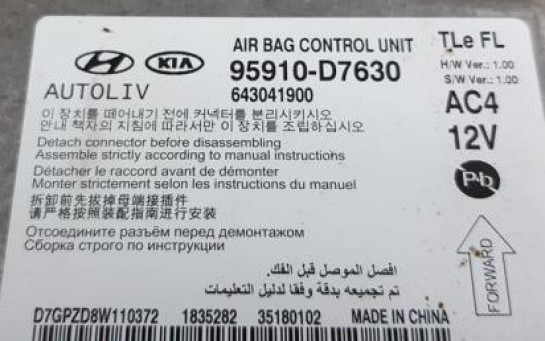 AIR BAG CONTROL UNIT
TLe FL
KIA
95910-D7630
H/W Ver.: 1.00
S/W Ver.: 1.00
AUTOLIV
643041900
AC4
이 장치를 떼어내기 전에 커넥터를 분리시키시오
안내 책자의 지침에 따라서만 이 장치를 조립하십시오
12V
Detach connector before disassembling
Assemble strictly according to manual instructions
Pb
Détacher le raccord avant de démonter
Monter strictement selon les instructions du manuel
拆卸前先拔掉母端接插件
请严格按照装配指南进行安装
Отсоедините разъём перед демонтажом
Сборка строго по инструкции
FORWARD
افصل الموصل قبل الفك.
تم تجميعه بدقة وفقا لدليل التعليمات
D7GPZD8W110372 1835282 35180102 MADE IN CHINA